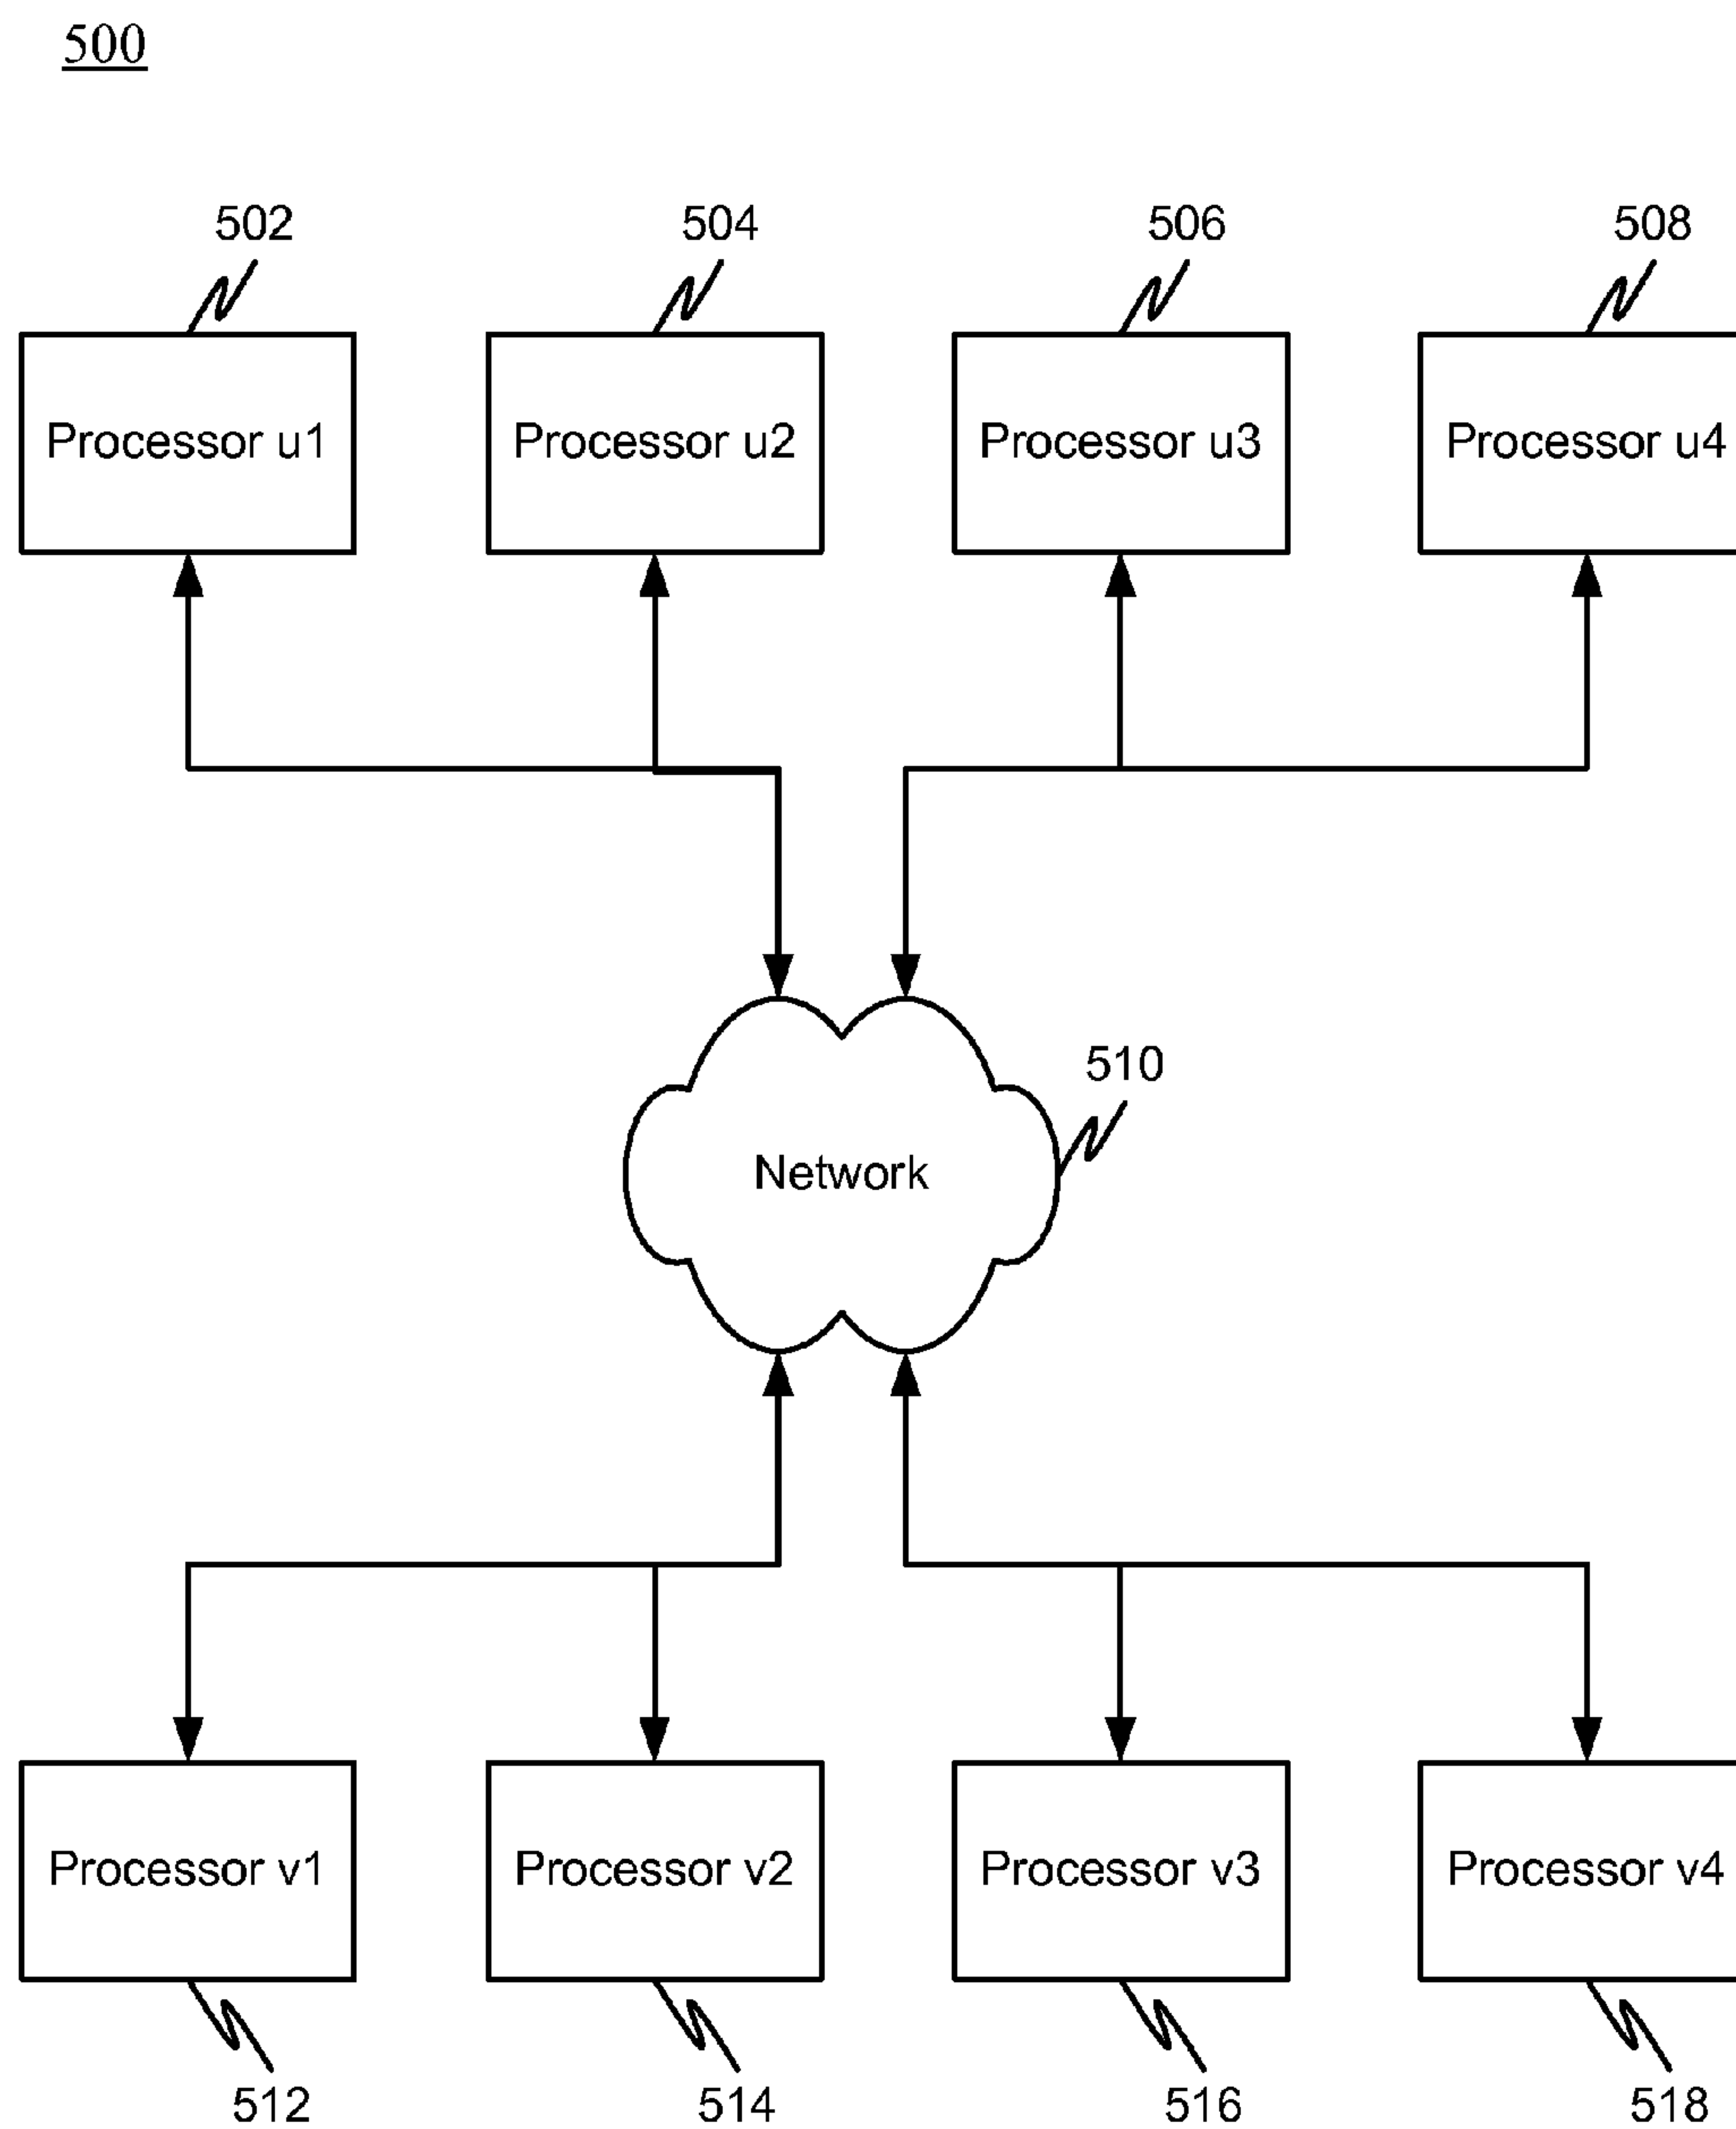 500
502
504
506
508
Processor u1
Processor u2
Processor u3
Processor u4
510
Network
Processor v1
Processor v2
Processor v3
Processor v4
512
514
516
518